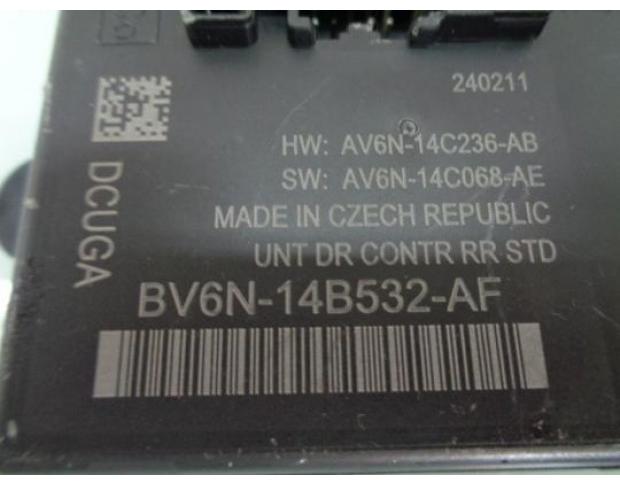 240211
HW: AV6N-14C236-AB
SW: AV6N-14C068-AE
MADE IN CZECH REPUBLIC
UNT DR CONTR RR STD
DCUGA
BV6N-14B532-AF